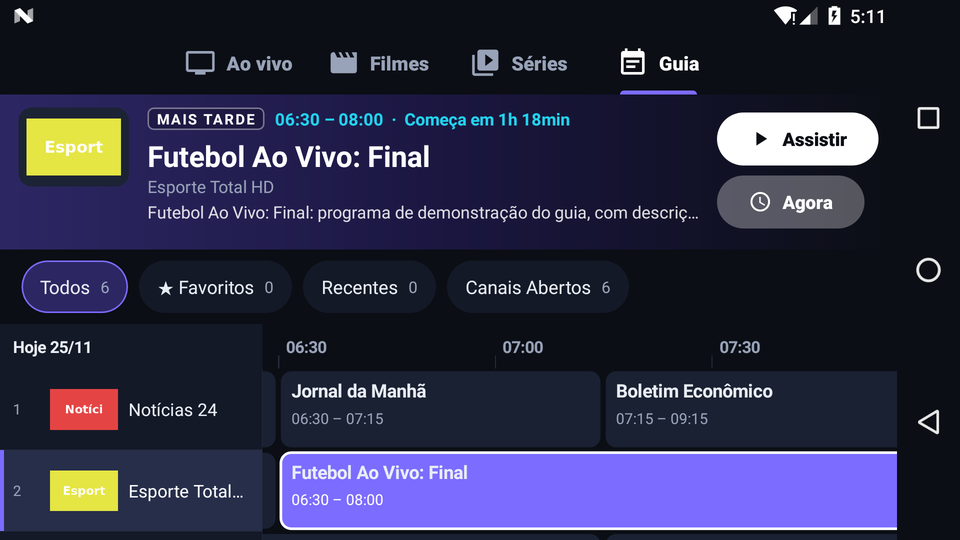 5:11
Ao vivo Filmes Séries Guia
Esport
MAIS TARDE 06:30 – 08:00 · Começa em 1h 18min
Futebol Ao Vivo: Final
Esporte Total HD
Futebol Ao Vivo: Final: programa de demonstração do guia, com descriç...
Assistir
Agora
Todos 6 ★ Favoritos 0 Recentes 0 Canais Abertos 6
Hoje 25/11 06:30 07:00 07:30
1 Notíci Notícias 24
Jornal da Manhã
06:30 – 07:15
Boletim Econômico
07:15 – 09:15
2 Esport Esporte Total...
Futebol Ao Vivo: Final
06:30 – 08:00